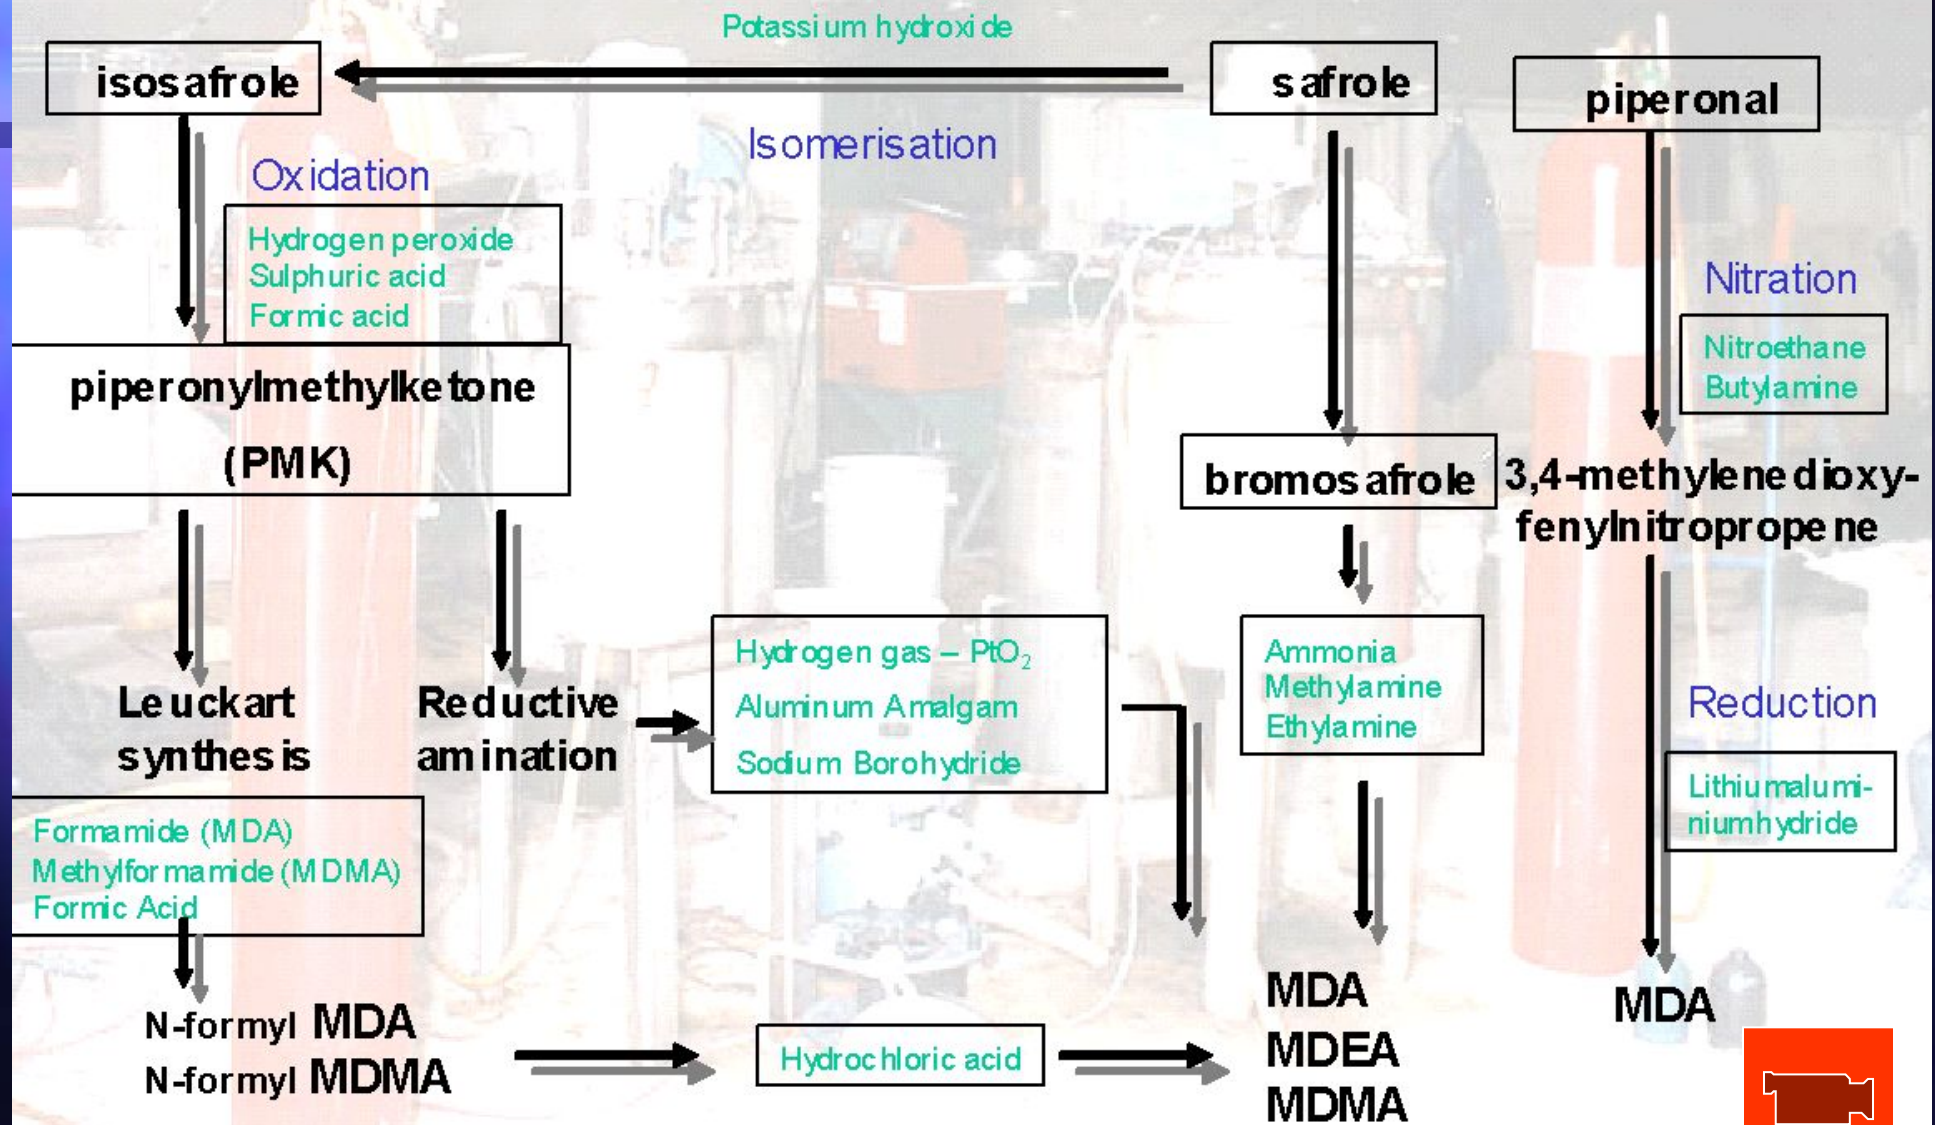 Potassium hydroxide
isosafrole
safrole
piperonal
Isomerisation
Oxidation
Hydrogen peroxide
Sulphuric acid
Formic acid
Nitration
Nitroethane
Butylamine
piperonylmethylketone
(PMK)
bromosafrole
3,4-methylenedioxy-
fenylnitropropene
Leuckart
synthesis
Reductive
amination
Hydrogen gas – PtO₂
Aluminum Amalgam
Sodium Borohydride
Ammonia
Methylamine
Ethylamine
Reduction
Lithiumalumi-
niumhydride
Formamide (MDA)
Methylformamide (MDMA)
Formic Acid
N-formyl MDA
N-formyl MDMA
Hydrochloric acid
MDA
MDEA
MDMA
MDA